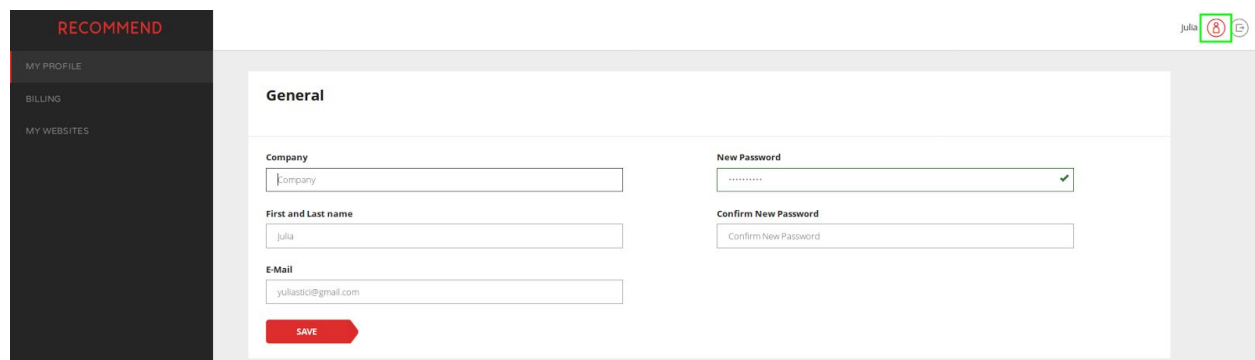 RECOMMEND
Julia
MY PROFILE
BILLING
MY WEBSITES
General
Company
Company
First and Last name
Julia
E-Mail
yuliastici@gmail.com
SAVE
New Password
••••••••••
Confirm New Password
Confirm New Password